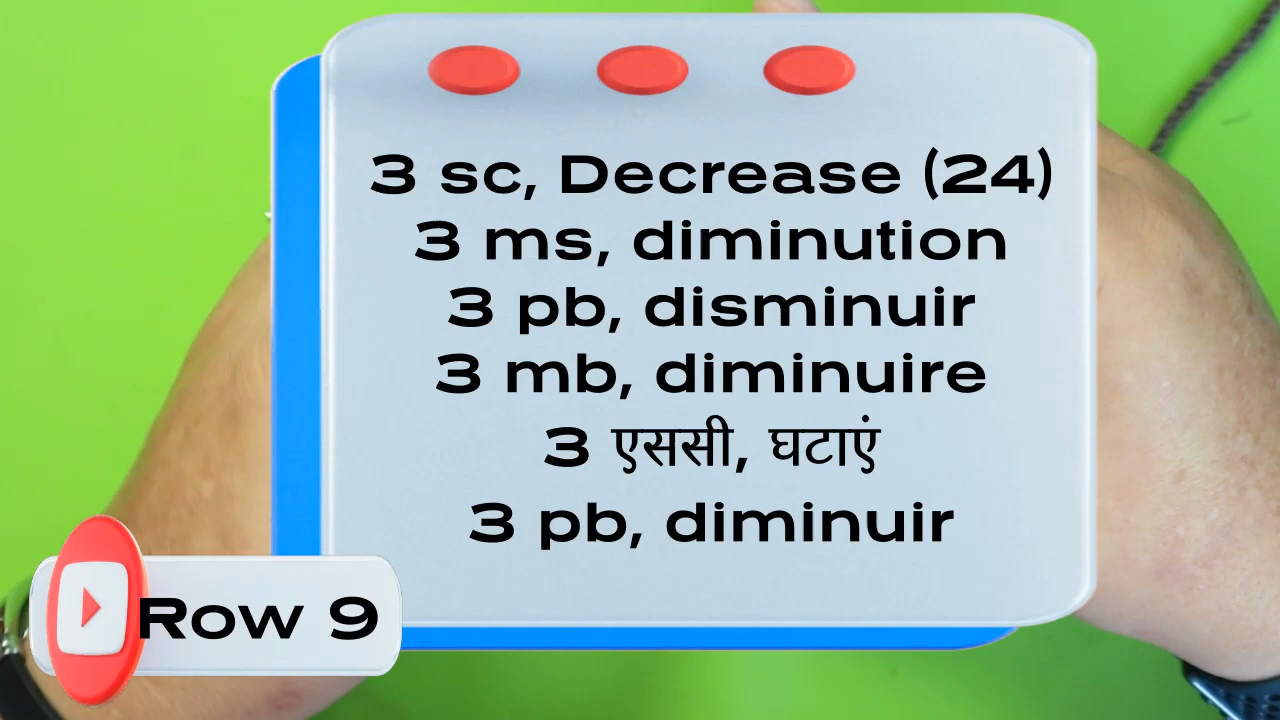 3 sc, Decrease (24)
3 ms, diminution
3 pb, disminuir
3 mb, diminuire
3 एससी, घटाएं
3 pb, diminuir
Row 9